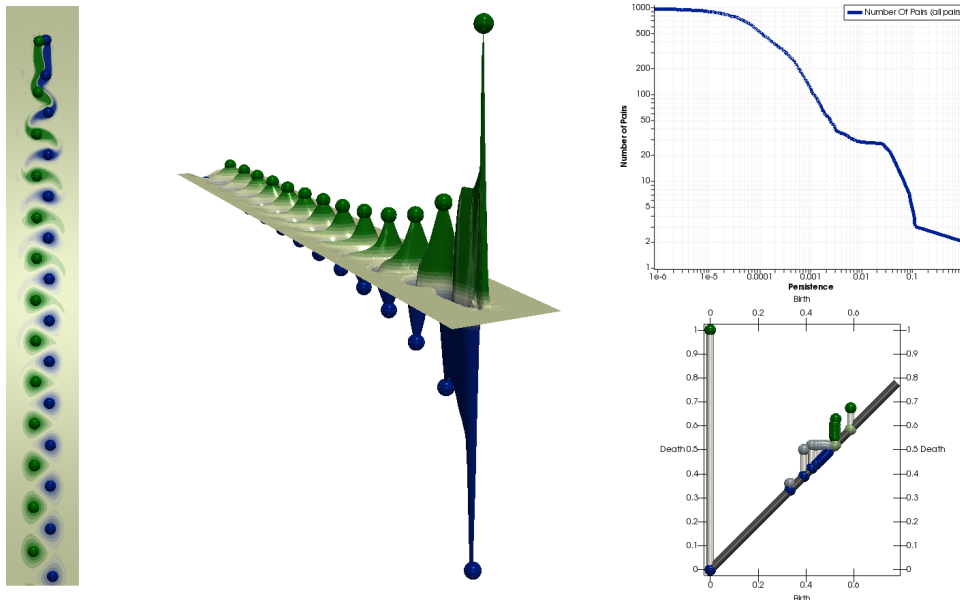 Number Of Pairs (all pairs
1000
500
200
100
50
20
10
5
2
1
Number of Pairs
1e-6 1e-5 0.0001 0.001 0.01 0.1
Persistence
Birth
0 0.2 0.4 0.6
1 1
0.9 0.9
0.8 0.8
0.7 0.7
0.6 0.6
Death 0.5 0.5 Death
0.4 0.4
0.3 0.3
0.2 0.2
0.1 0.1
0 0
0 0.2 0.4 0.6
Birth